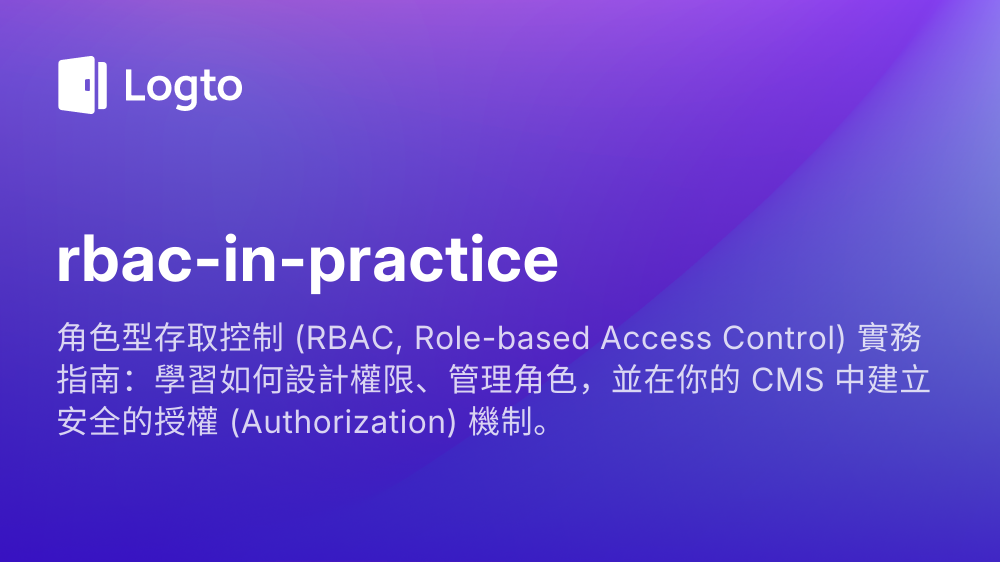 Logto
rbac-in-practice
角色型存取控制 (RBAC, Role-based Access Control) 實務
指南：學習如何設計權限、管理角色，並在你的 CMS 中建立
安全的授權 (Authorization) 機制。